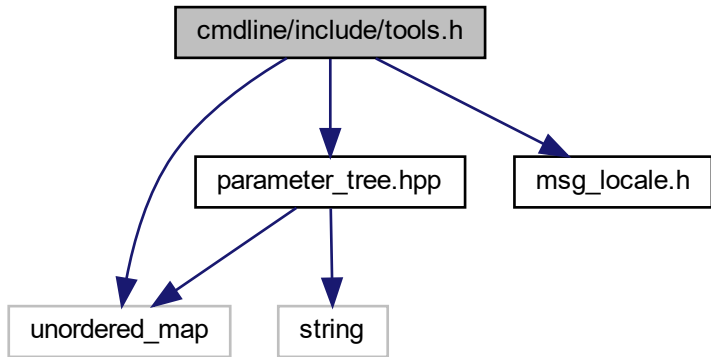 cmdline/include/tools.h
parameter_tree.hpp
msg_locale.h
unordered_map
string